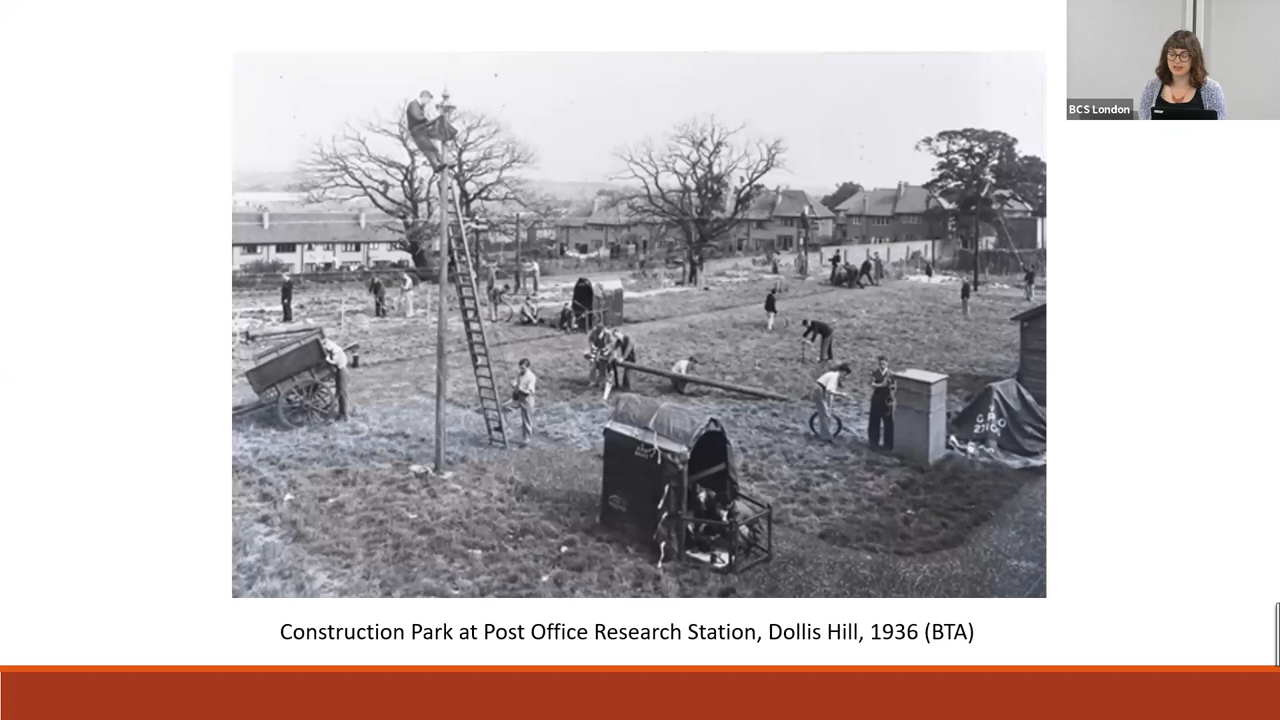 BCS London
Construction Park at Post Office Research Station, Dollis Hill, 1936 (BTA)